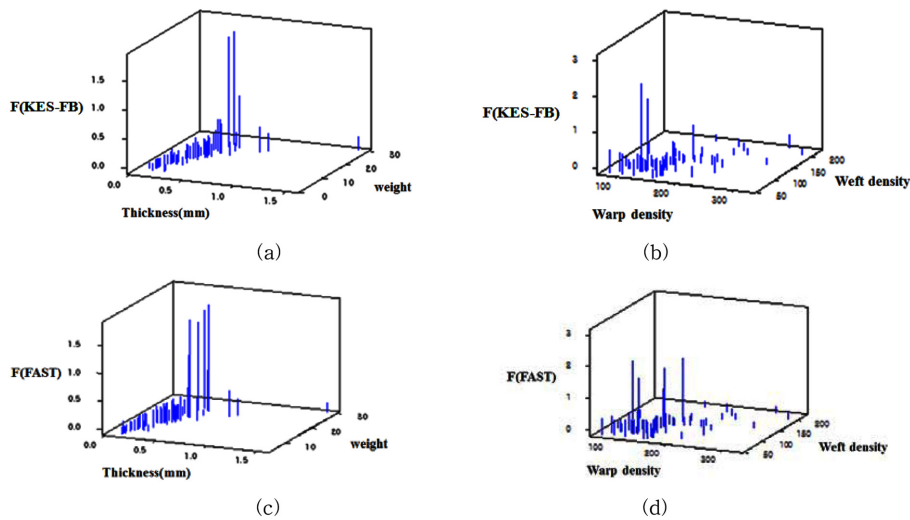 1.5
F(KES-FB)
1.0
0.5
0.0
0.0
0.5
1.0
1.5
0
10
20
30
weight
Thickness(mm)
(a)
3
2
F(KES-FB)
1
0
100
200
300
50
100
150
200
Weft density
Warp density
(b)
1.5
1.0
F(FAST)
0.5
0.0
0.0
0.5
1.0
1.5
10
20
30
weight
Thickness(mm)
(c)
3
2
F(FAST)
1
0
100
200
300
50
100
150
200
Weft density
Warp density
(d)